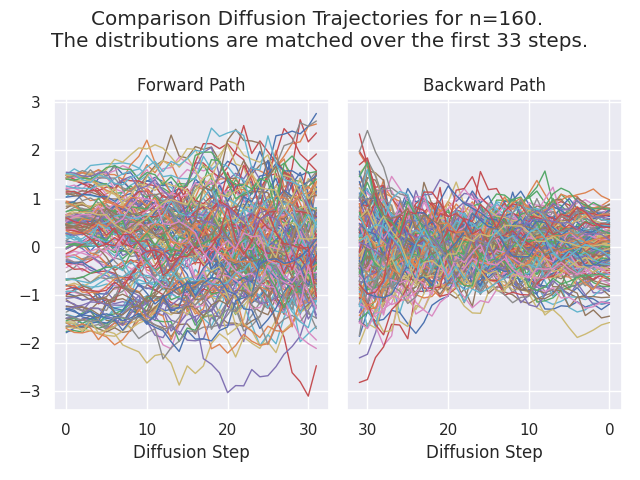 Comparison Diffusion Trajectories for n=160.
The distributions are matched over the first 33 steps.
Forward Path
Backward Path
3
2
1
0
−1
−2
−3
0
10
20
30
30
20
10
0
Diffusion Step
Diffusion Step